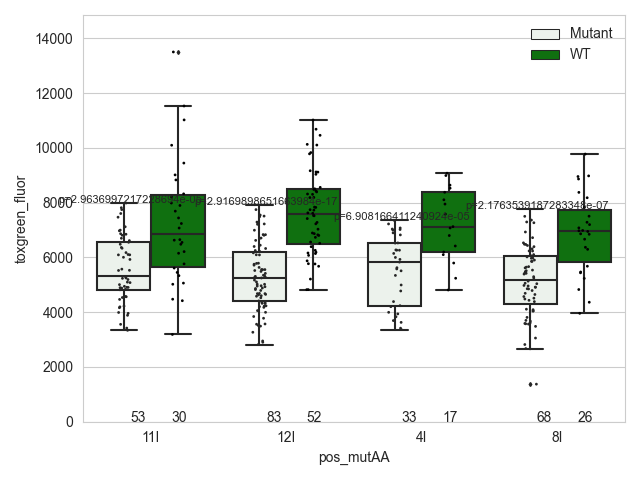 14000
12000
10000
8000
6000
4000
2000
0
toxgreen_fluor
Mutant
WT
p=6.908166411240924e-05
p=2.1763539187283348e-07
53 30 83 52 33 17 68 26
11I 12I 4I 8I
pos_mutAA